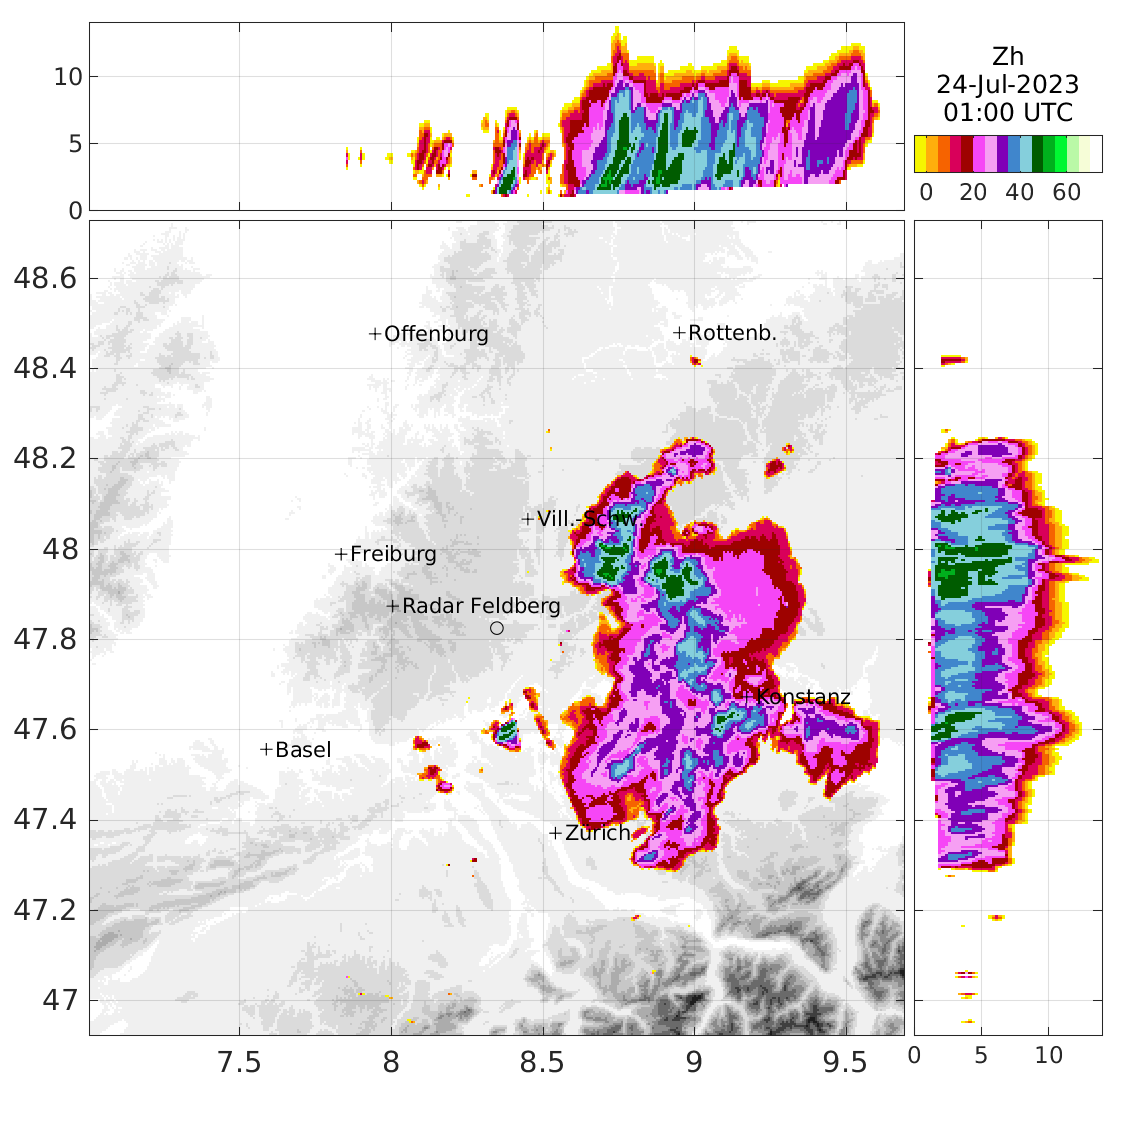 10
5
0
Zh
24-Jul-2023
01:00 UTC
0 20 40 60
48.6
48.4
48.2
48
47.8
47.6
47.4
47.2
47
+Offenburg
+Rottenb.
+Vill.-Schw.
+Freiburg
+Radar Feldberg
+Konstanz
+Basel
+Zurich
7.5 8 8.5 9 9.5
0 5 10